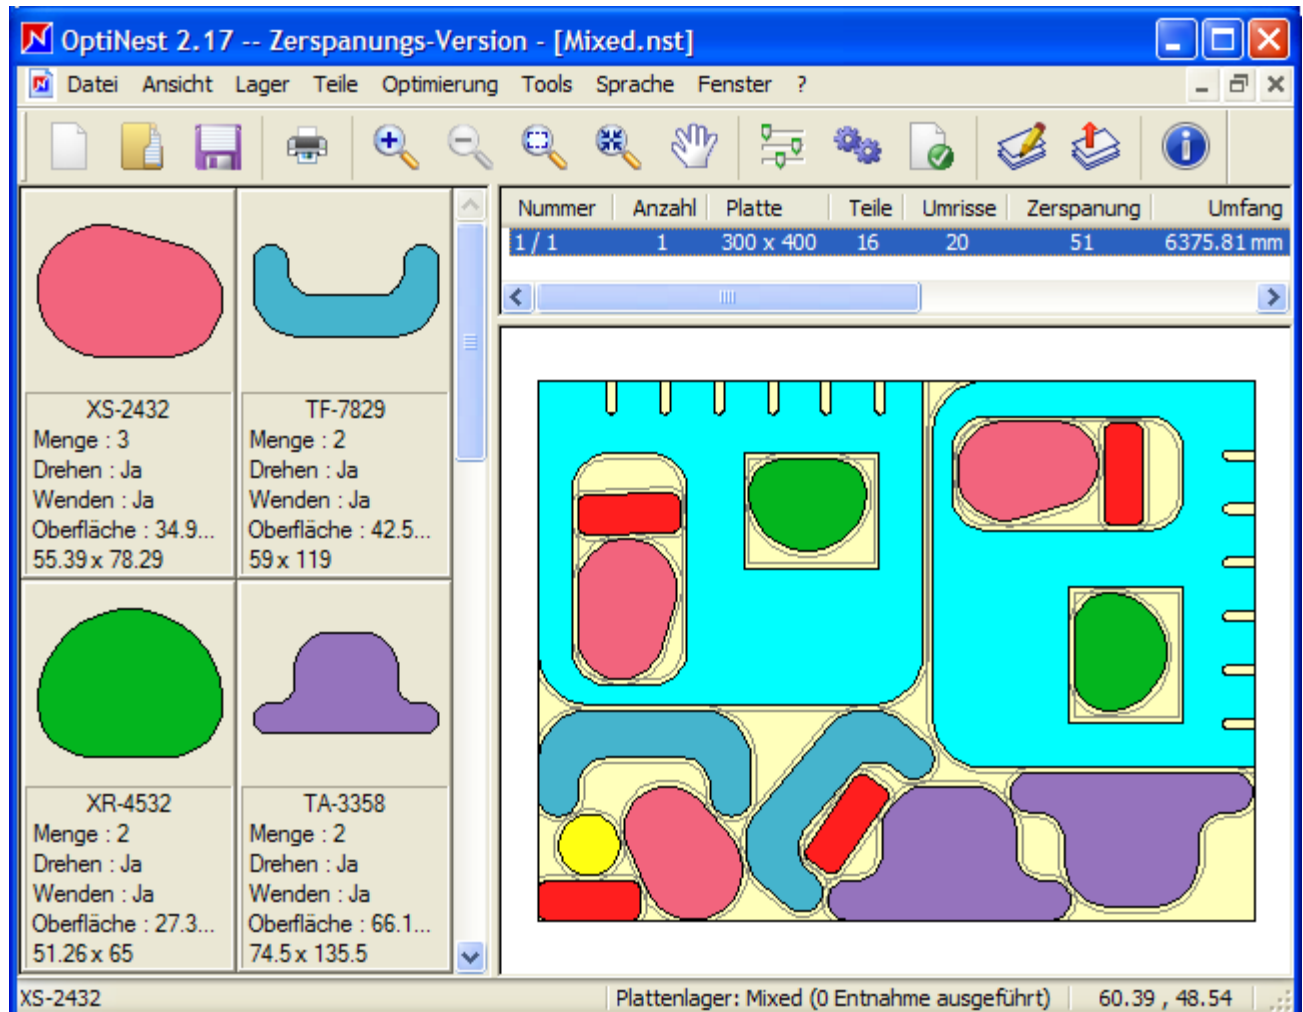 OptiNest 2.17 -- Zerspanungs-Version - [Mixed.nst]
Datei Ansicht Lager Teile Optimierung Tools Sprache Fenster ?
XS-2432
Menge : 3
Drehen : Ja
Wenden : Ja
Oberfläche : 34.9...
55.39 x 78.29
TF-7829
Menge : 2
Drehen : Ja
Wenden : Ja
Oberfläche : 42.5...
59 x 119
XR-4532
Menge : 2
Drehen : Ja
Wenden : Ja
Oberfläche : 27.3...
51.26 x 65
TA-3358
Menge : 2
Drehen : Ja
Wenden : Ja
Oberfläche : 66.1...
74.5 x 135.5
Nummer Anzahl Platte Teile Umrisse Zerspanung Umfang
1 / 1 1 300 x 400 16 20 51 6375.81 mm
XS-2432 Plattenlager: Mixed (0 Entnahme ausgeführt) 60.39 , 48.54